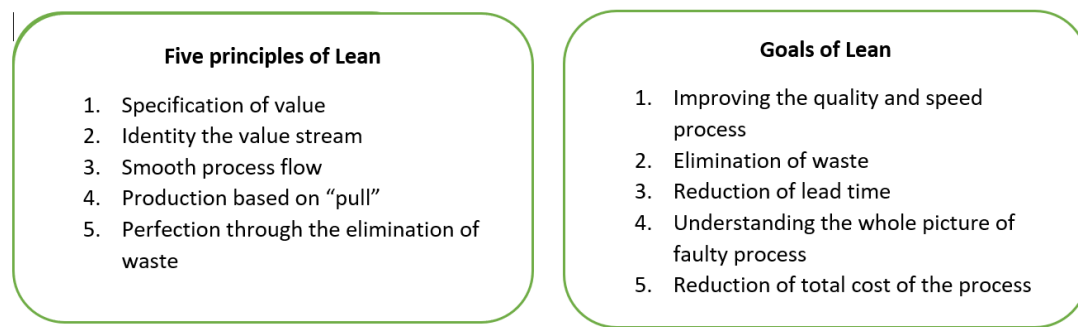 Five principles of Lean
1. Specification of value
2. Identity the value stream
3. Smooth process flow
4. Production based on “pull”
5. Perfection through the elimination of
waste
Goals of Lean
1. Improving the quality and speed
process
2. Elimination of waste
3. Reduction of lead time
4. Understanding the whole picture of
faulty process
5. Reduction of total cost of the process